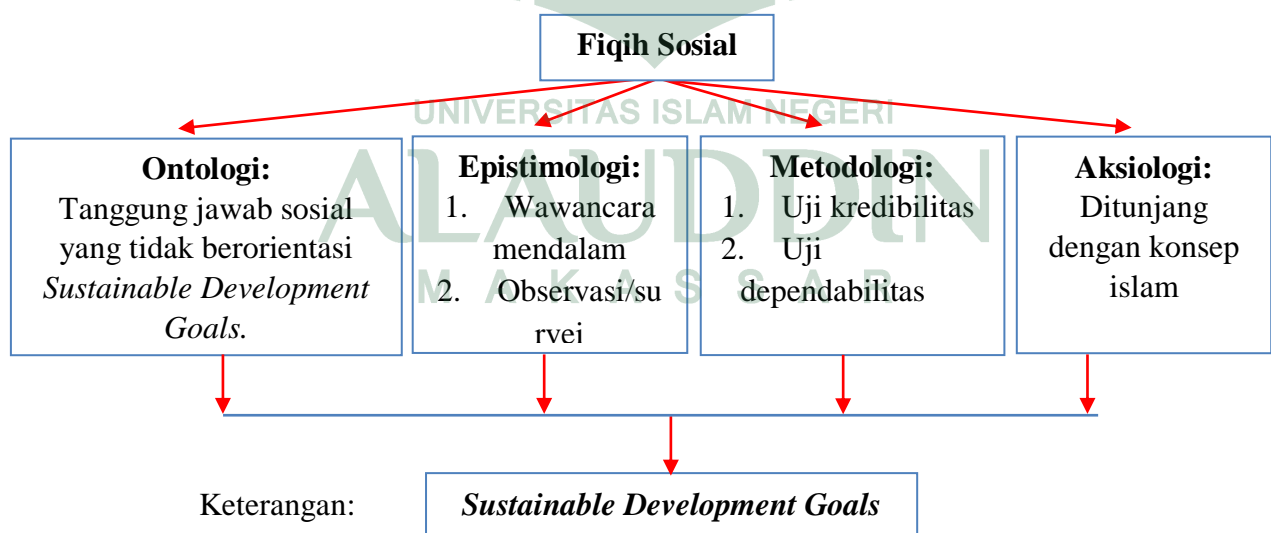 Fiqih Sosial
UNIVERSITAS ISLAM NEGERI
ALAUDDIN
MAKASSAR
Ontologi:
Tanggung jawab sosial
yang tidak berorientasi
Sustainable Development
Goals.
Epistimologi:
1. Wawancara
mendalam
2. Observasi/su
rvei
Metodologi:
1. Uji kredibilitas
2. Uji
dependabilitas
Aksiologi:
Ditunjang
dengan konsep
islam
Keterangan:
Sustainable Development Goals